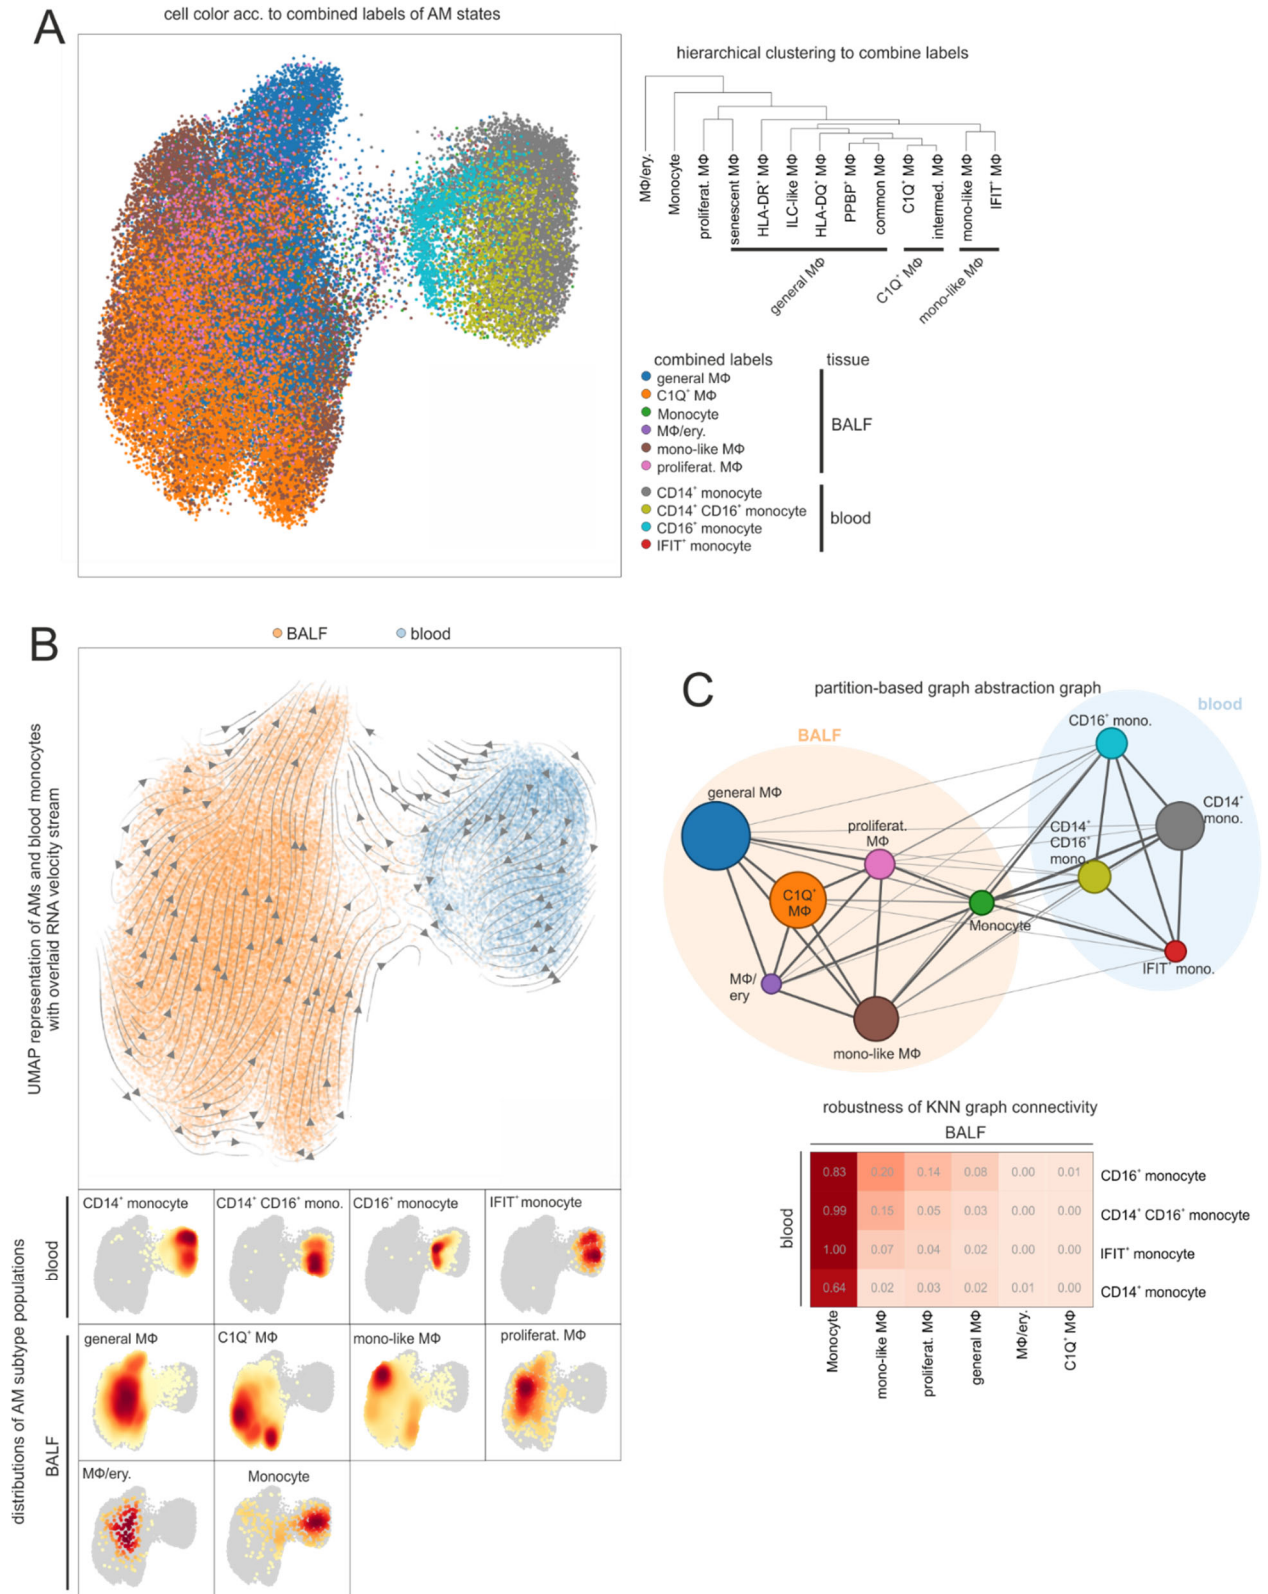 A
cell color acc. to combined labels of AM states
hierarchical clustering to combine labels
MΦ/ery.
Monocyte
proliferat. MΦ
senescent MΦ
HLA-DR⁺ MΦ
ILC-like MΦ
HLA-DQ⁺ MΦ
PPBP⁺ MΦ
common MΦ
C1Q⁺ MΦ
intermed. MΦ
mono-like MΦ
IFIT⁺ MΦ
general MΦ
C1Q⁺ MΦ
mono-like MΦ
combined labels
tissue
general MΦ
C1Q⁺ MΦ
Monocyte
MΦ/ery.
mono-like MΦ
proliferat. MΦ
BALF
CD14⁺ monocyte
CD14⁺ CD16⁺ monocyte
CD16⁺ monocyte
IFIT⁺ monocyte
blood
B
BALF
blood
UMAP representation of AMs and blood monocytes
with overlaid RNA velocity stream
distributions of AM subtype populations
blood
CD14⁺ monocyte
CD14⁺ CD16⁺ mono.
CD16⁺ monocyte
IFIT⁺ monocyte
BALF
general MΦ
C1Q⁺ MΦ
mono-like MΦ
proliferat. MΦ
MΦ/ery.
Monocyte
C
partition-based graph abstraction graph
BALF
blood
CD16⁺ mono.
general MΦ
CD14⁺
mono.
proliferat.
MΦ
CD14⁺
CD16⁺
mono.
C1Q⁺
MΦ
Monocyte
MΦ/
ery
IFIT⁺ mono.
mono-like MΦ
robustness of KNN graph connectivity
BALF
blood
0.83 0.20 0.14 0.08 0.00 0.01 CD16⁺ monocyte
0.99 0.15 0.05 0.03 0.00 0.00 CD14⁺ CD16⁺ monocyte
1.00 0.07 0.04 0.02 0.00 0.00 IFIT⁺ monocyte
0.64 0.02 0.03 0.02 0.01 0.00 CD14⁺ monocyte
Monocyte
mono-like MΦ
proliferat. MΦ
general MΦ
MΦ/ery.
C1Q⁺ MΦ